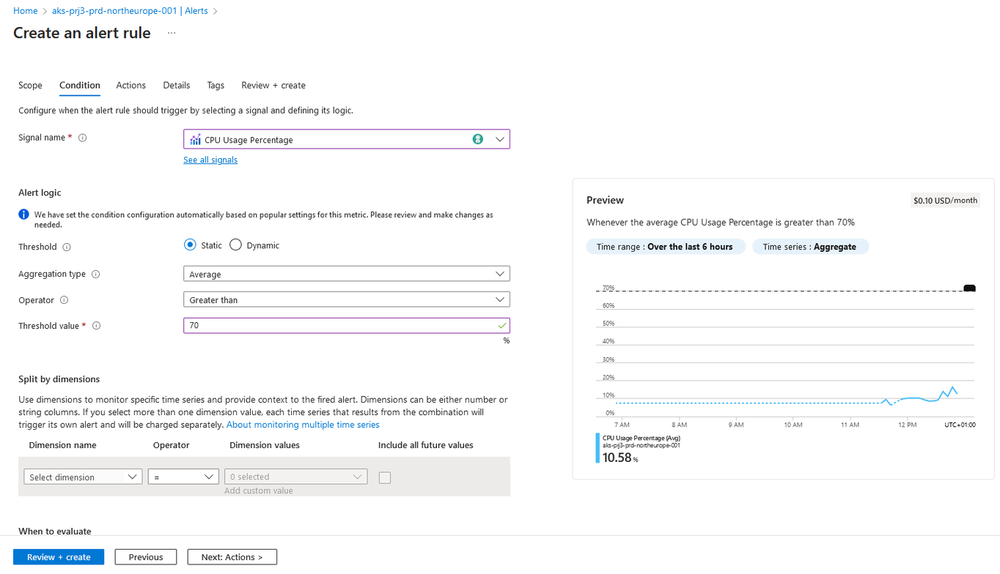 Home > aks-prj3-prd-northeurope-001 | Alerts >
Create an alert rule ...
Scope Condition Actions Details Tags Review + create
Configure when the alert rule should trigger by selecting a signal and defining its logic.
Signal name *
CPU Usage Percentage
See all signals
Alert logic
We have set the condition configuration automatically based on popular settings for this metric. Please review and make changes as
needed.
Threshold
Static Dynamic
Aggregation type
Average
Operator
Greater than
Threshold value *
70
%
Split by dimensions
Use dimensions to monitor specific time series and provide context to the fired alert. Dimensions can be either number or
string columns. If you select more than one dimension value, each time series that results from the combination will
trigger its own alert and will be charged separately. About monitoring multiple time series
Dimension name Operator Dimension values Include all future values
Select dimension = 0 selected
Add custom value
When to evaluate
Review + create Previous Next: Actions >
Preview
$0.10 USD/month
Whenever the average CPU Usage Percentage is greater than 70%
Time range : Over the last 6 hours Time series : Aggregate
70%
60%
50%
40%
30%
20%
10%
0%
7 AM 8 AM 9 AM 10 AM 11 AM 12 PM UTC+01:00
CPU Usage Percentage (Avg)
aks-prj3-prd-northeurope-001
10.58 %